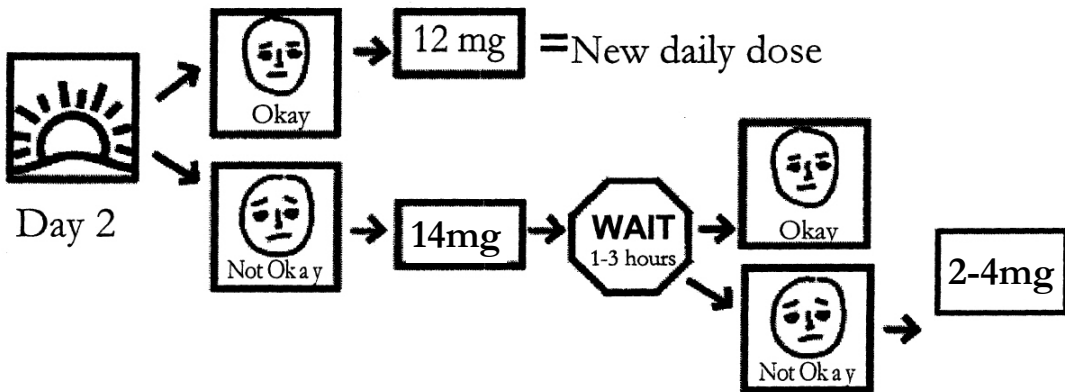 12 mg =New daily dose
Okay
Day 2
Not Okay
14mg
WAIT
1-3 hours
Okay
2-4mg
Not Okay